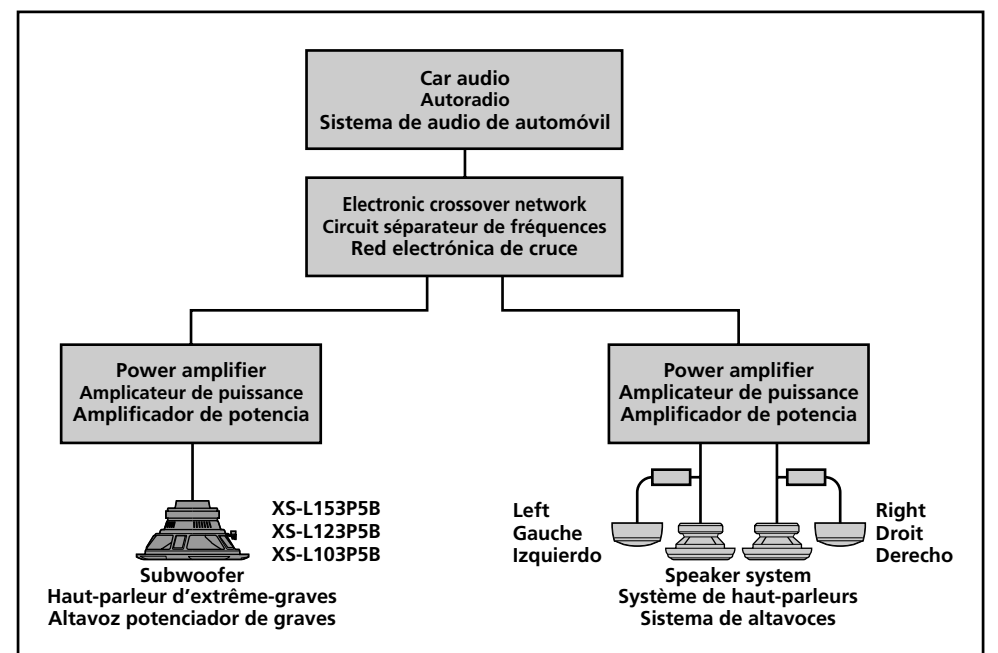 Car audio
Autoradio
Sistema de audio de automóvil
Electronic crossover network
Circuit séparateur de fréquences
Red electrónica de cruce
Power amplifier
Amplicateur de puissance
Amplificador de potencia
Power amplifier
Amplicateur de puissance
Amplificador de potencia
XS-L153P5B
XS-L123P5B
XS-L103P5B
Subwoofer
Haut-parleur d’extrême-graves
Altavoz potenciador de graves
Left
Gauche
Izquierdo
Right
Droit
Derecho
Speaker system
Système de haut-parleurs
Sistema de altavoces